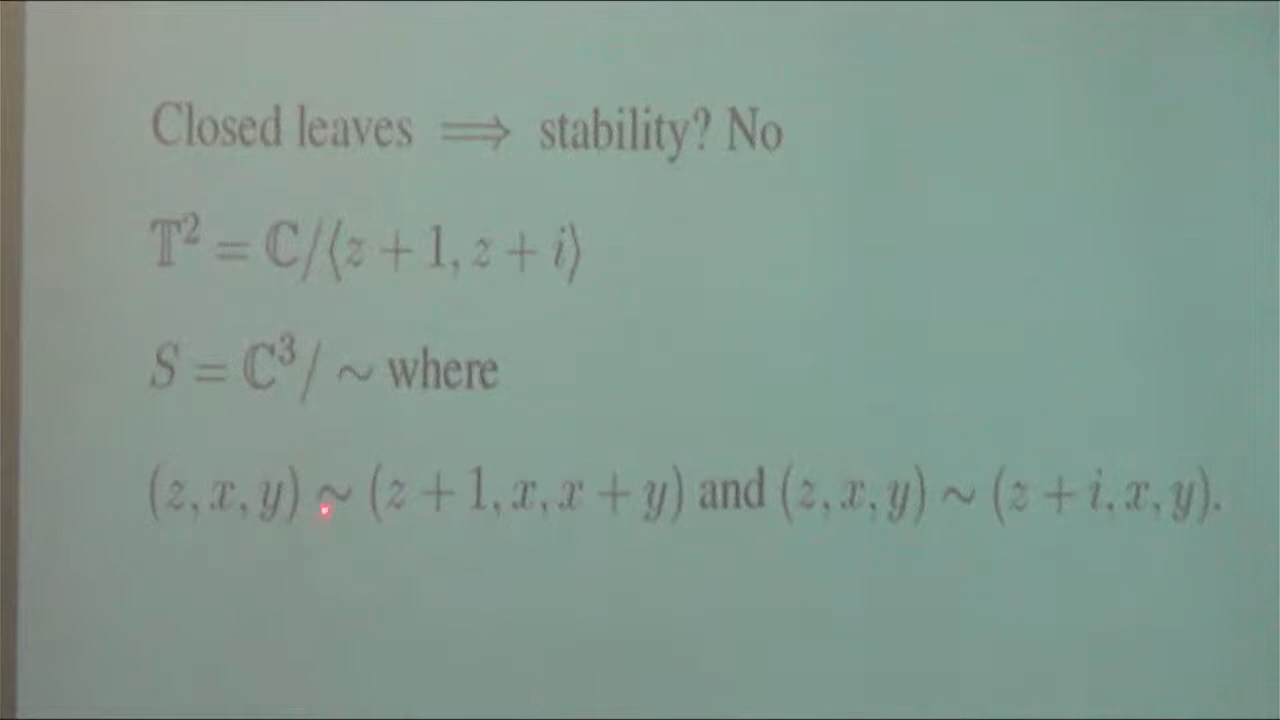 Closed leaves ⟹ stability? No
𝕋² = ℂ/⟨z + 1, z + i⟩
S = ℂ³/ ∼ where
(z, x, y) ∼ (z + 1, x, x + y) and (z, x, y) ∼ (z + i, x, y).